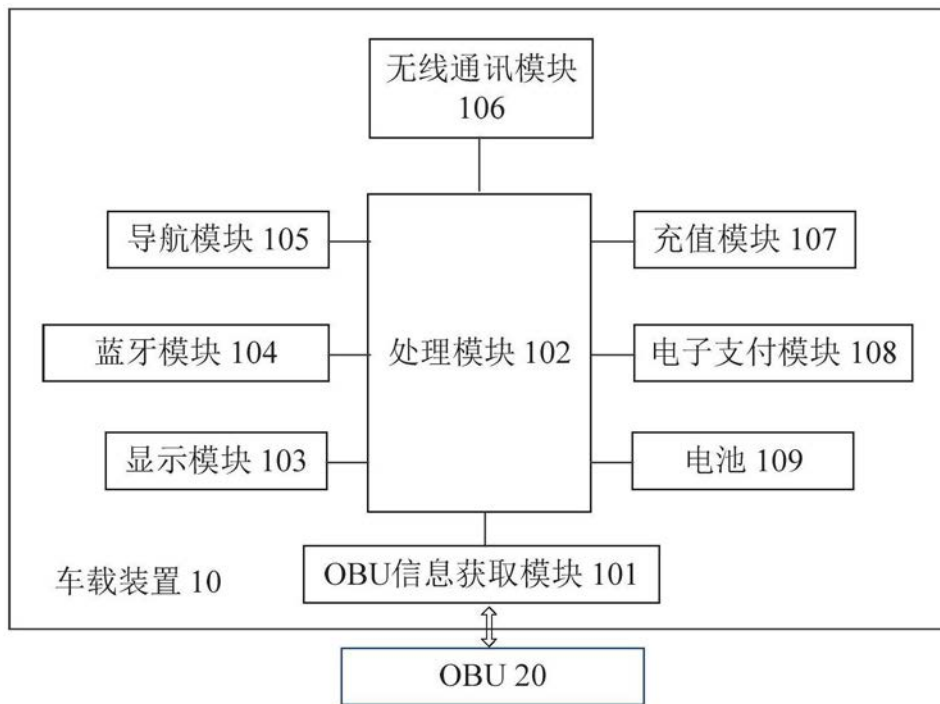 无线通讯模块
106
导航模块 105
充值模块 107
蓝牙模块 104
处理模块 102
电子支付模块 108
显示模块 103
电池 109
车载装置 10
OBU信息获取模块 101
OBU 20